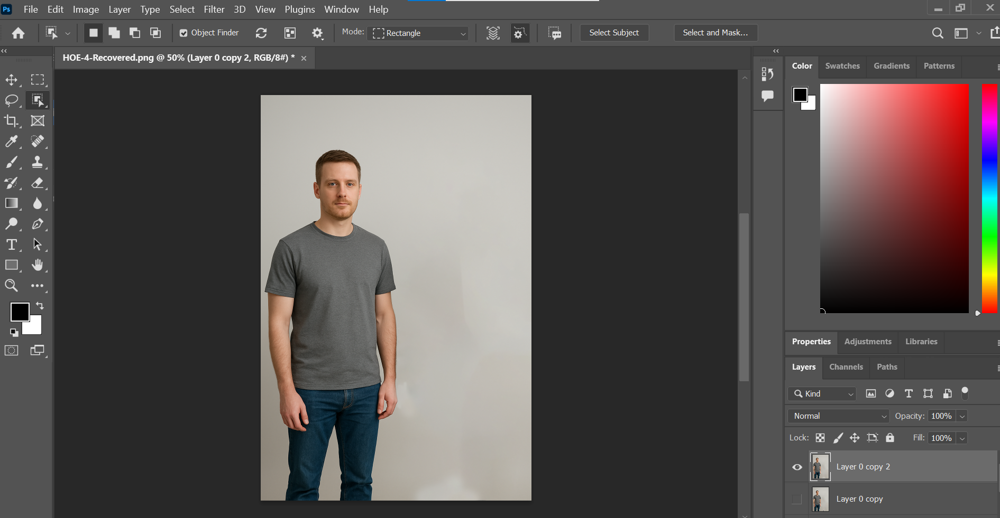 Ps File Edit Image Layer Type Select Filter 3D View Plugins Window Help
Object Finder Mode: Rectangle Select Subject Select and Mask...
HOE-4-Recovered.png @ 50% (Layer 0 copy 2, RGB/8#) *
Color Swatches Gradients Patterns
Properties Adjustments Libraries
Layers Channels Paths
Kind
Normal Opacity: 100%
Lock: Fill: 100%
Layer 0 copy 2
Layer 0 copy